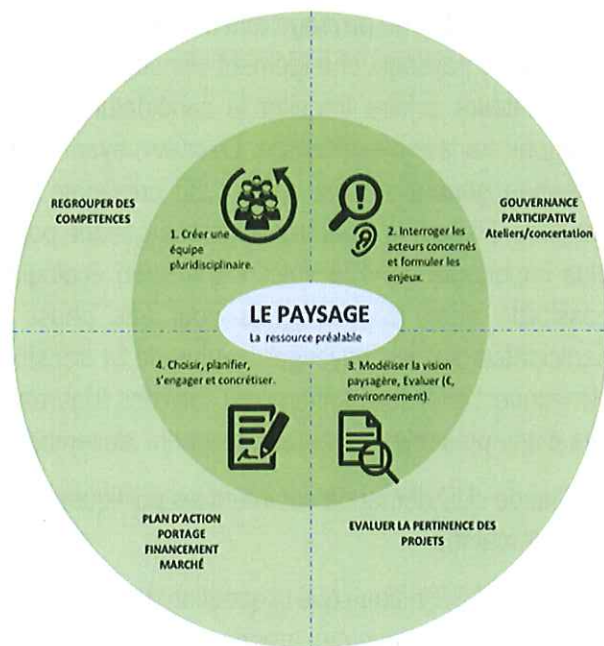 REGROUPER DES
COMPETENCES
GOUVERNANCE
PARTICIPATIVE
Ateliers/concertation
1. Créer une
équipe
pluridisciplinaire.
2. Interroger les
acteurs concernés
et formuler les
enjeux.
LE PAYSAGE
La ressource préalable
4. Choisir, planifier,
s'engager et concrétiser.
3. Modéliser la vision
paysagère, Evaluer (€,
environnement).
PLAN D'ACTION
PORTAGE
FINANCEMENT
MARCHÉ
EVALUER LA PERTINENCE DES
PROJETS